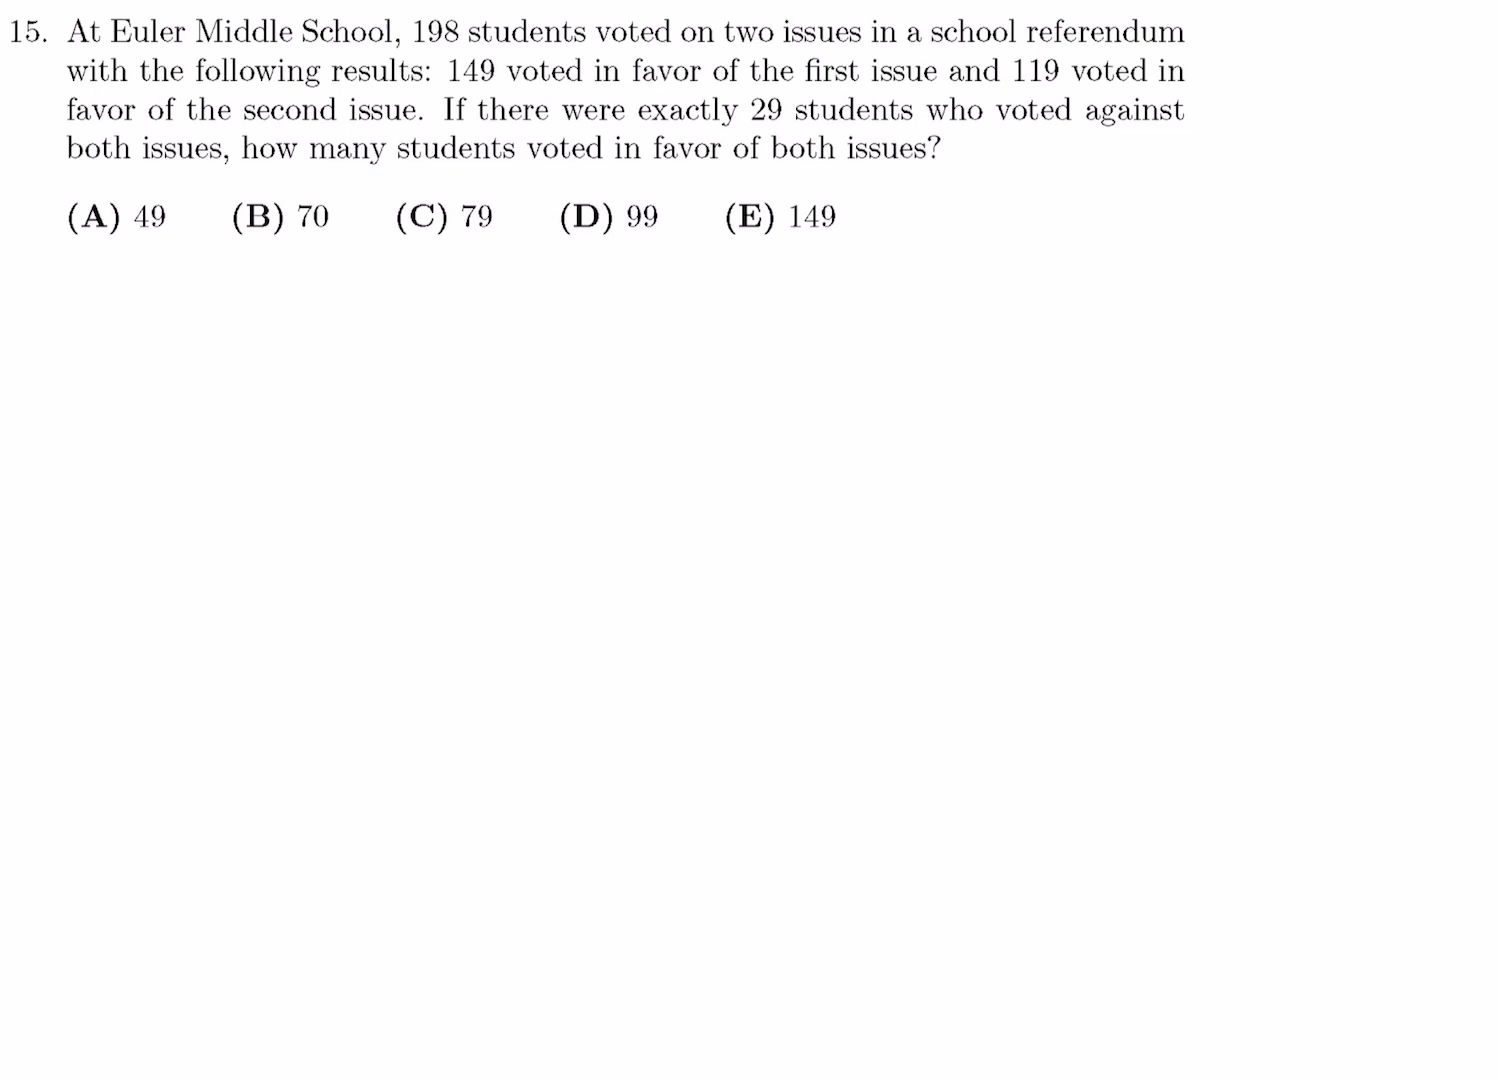 15. At Euler Middle School, 198 students voted on two issues in a school referendum
with the following results: 149 voted in favor of the first issue and 119 voted in
favor of the second issue. If there were exactly 29 students who voted against
both issues, how many students voted in favor of both issues?
(A) 49 (B) 70 (C) 79 (D) 99 (E) 149